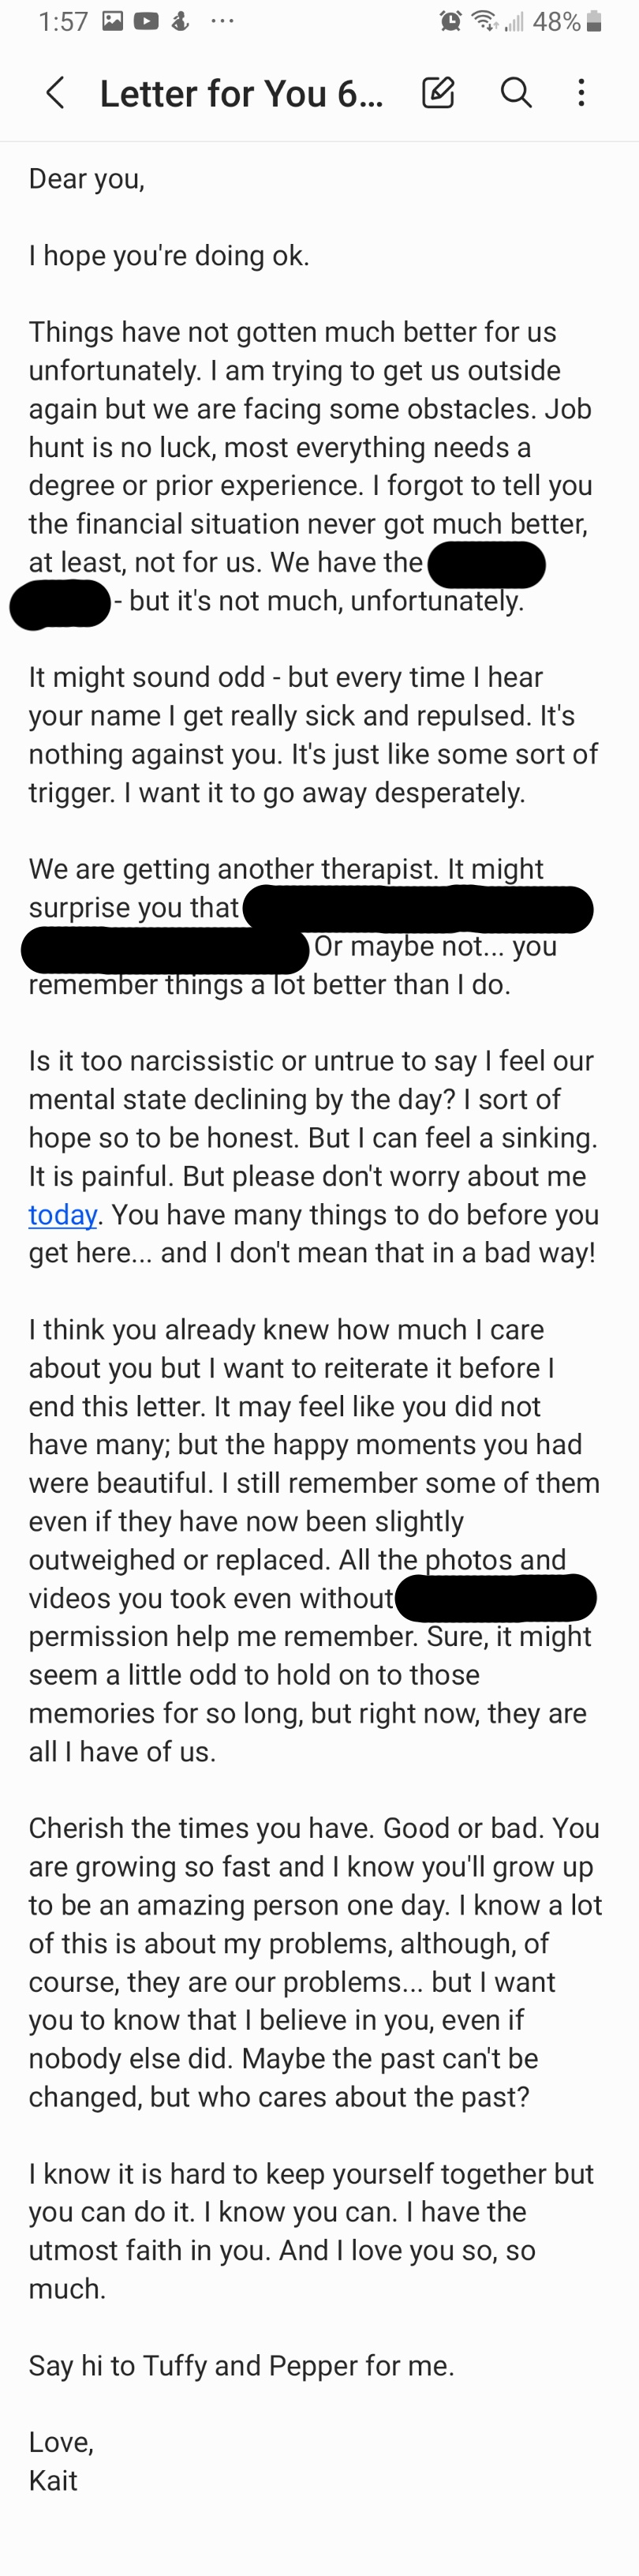 1:57 48%
Letter for You 6...
Dear you,
I hope you're doing ok.
Things have not gotten much better for us
unfortunately. I am trying to get us outside
again but we are facing some obstacles. Job
hunt is no luck, most everything needs a
degree or prior experience. I forgot to tell you
the financial situation never got much better,
at least, not for us. We have the
- but it's not much, unfortunately.
It might sound odd - but every time I hear
your name I get really sick and repulsed. It's
nothing against you. It's just like some sort of
trigger. I want it to go away desperately.
We are getting another therapist. It might
surprise you that
Or maybe not... you
remember things a lot better than I do.
Is it too narcissistic or untrue to say I feel our
mental state declining by the day? I sort of
hope so to be honest. But I can feel a sinking.
It is painful. But please don't worry about me
today. You have many things to do before you
get here... and I don't mean that in a bad way!
I think you already knew how much I care
about you but I want to reiterate it before I
end this letter. It may feel like you did not
have many; but the happy moments you had
were beautiful. I still remember some of them
even if they have now been slightly
outweighed or replaced. All the photos and
videos you took even without
permission help me remember. Sure, it might
seem a little odd to hold on to those
memories for so long, but right now, they are
all I have of us.
Cherish the times you have. Good or bad. You
are growing so fast and I know you'll grow up
to be an amazing person one day. I know a lot
of this is about my problems, although, of
course, they are our problems... but I want
you to know that I believe in you, even if
nobody else did. Maybe the past can't be
changed, but who cares about the past?
I know it is hard to keep yourself together but
you can do it. I know you can. I have the
utmost faith in you. And I love you so, so
much.
Say hi to Tuffy and Pepper for me.
Love,
Kait